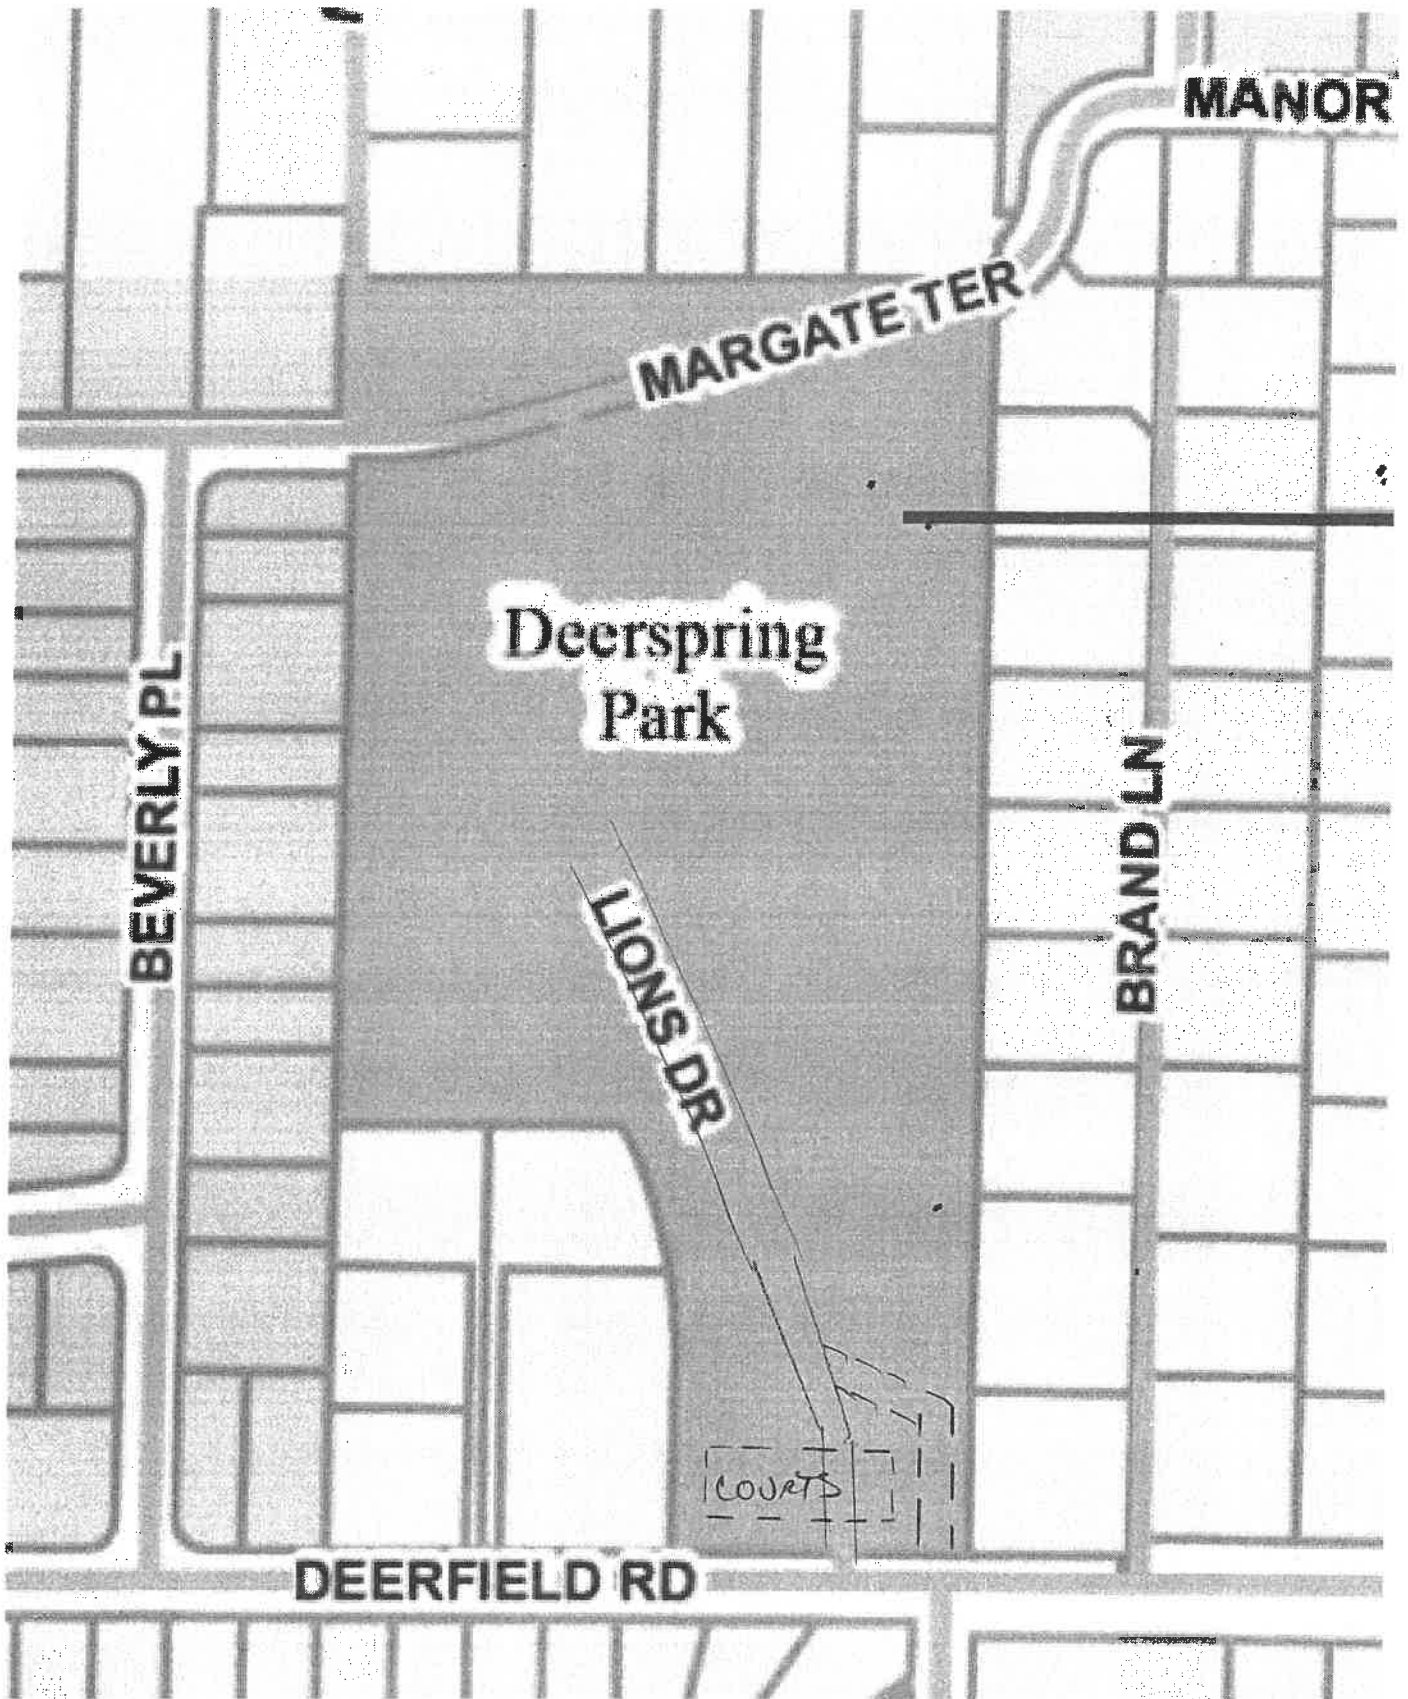 MANOR
MARGATE TER
Deerspring
Park
BEVERLY PL
BRAND LN
LIONS DR
COURTS
DEERFIELD RD